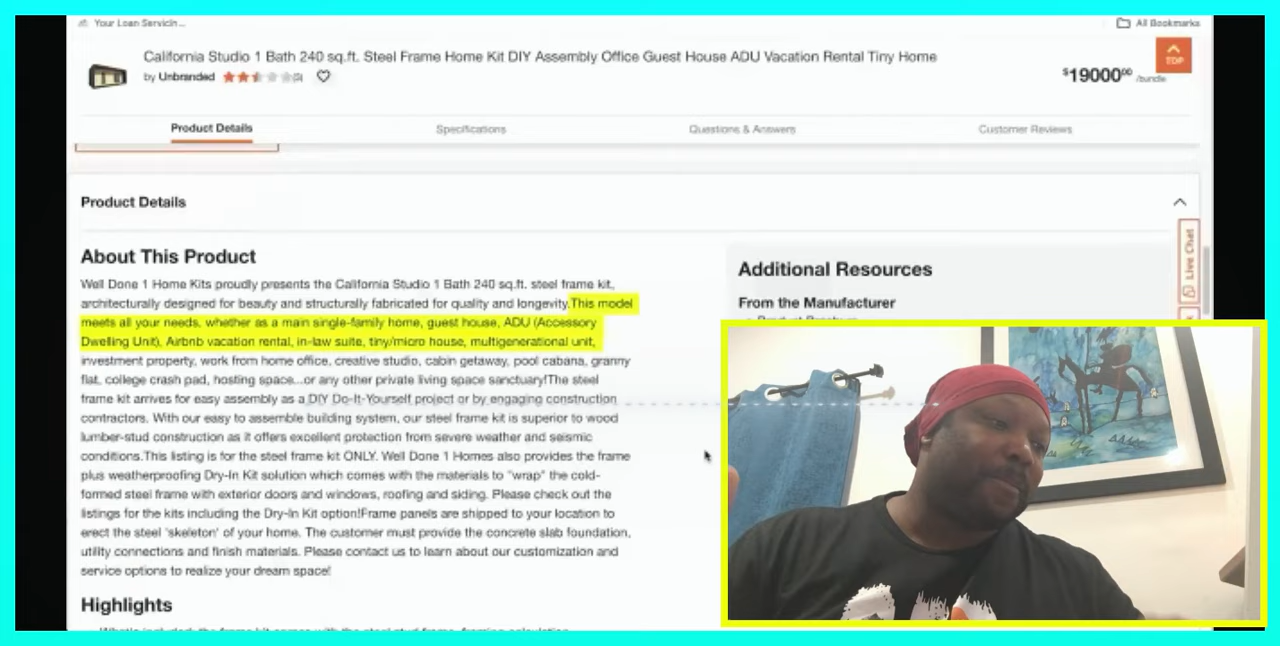 Your Loan Servicin...
All Bookmarks
California Studio 1 Bath 240 sq.ft. Steel Frame Home Kit DIY Assembly Office Guest House ADU Vacation Rental Tiny Home
by Unbranded
$19000⁰⁰ /bundle
TOP
Product Details
Specifications
Questions & Answers
Customer Reviews
Product Details
Live Chat
About This Product
Well Done 1 Home Kits proudly presents the California Studio 1 Bath 240 sq.ft. steel frame kit,
architecturally designed for beauty and structurally fabricated for quality and longevity.This model
meets all your needs, whether as a main single-family home, guest house, ADU (Accessory
Dwelling Unit), Airbnb vacation rental, in-law suite, tiny/micro house, multigenerational unit,
investment property, work from home office, creative studio, cabin getaway, pool cabana, granny
flat, college crash pad, hosting space...or any other private living space sanctuary!The steel
frame kit arrives for easy assembly as a DIY Do-It-Yourself project or by engaging construction
contractors. With our easy to assemble building system, our steel frame kit is superior to wood
lumber-stud construction as it offers excellent protection from severe weather and seismic
conditions.This listing is for the steel frame kit ONLY. Well Done 1 Homes also provides the frame
plus weatherproofing Dry-In Kit solution which comes with the materials to "wrap" the cold-
formed steel frame with exterior doors and windows, roofing and siding. Please check out the
listings for the kits including the Dry-In Kit option!Frame panels are shipped to your location to
erect the steel 'skeleton' of your home. The customer must provide the concrete slab foundation,
utility connections and finish materials. Please contact us to learn about our customization and
service options to realize your dream space!
Additional Resources
From the Manufacturer
Highlights